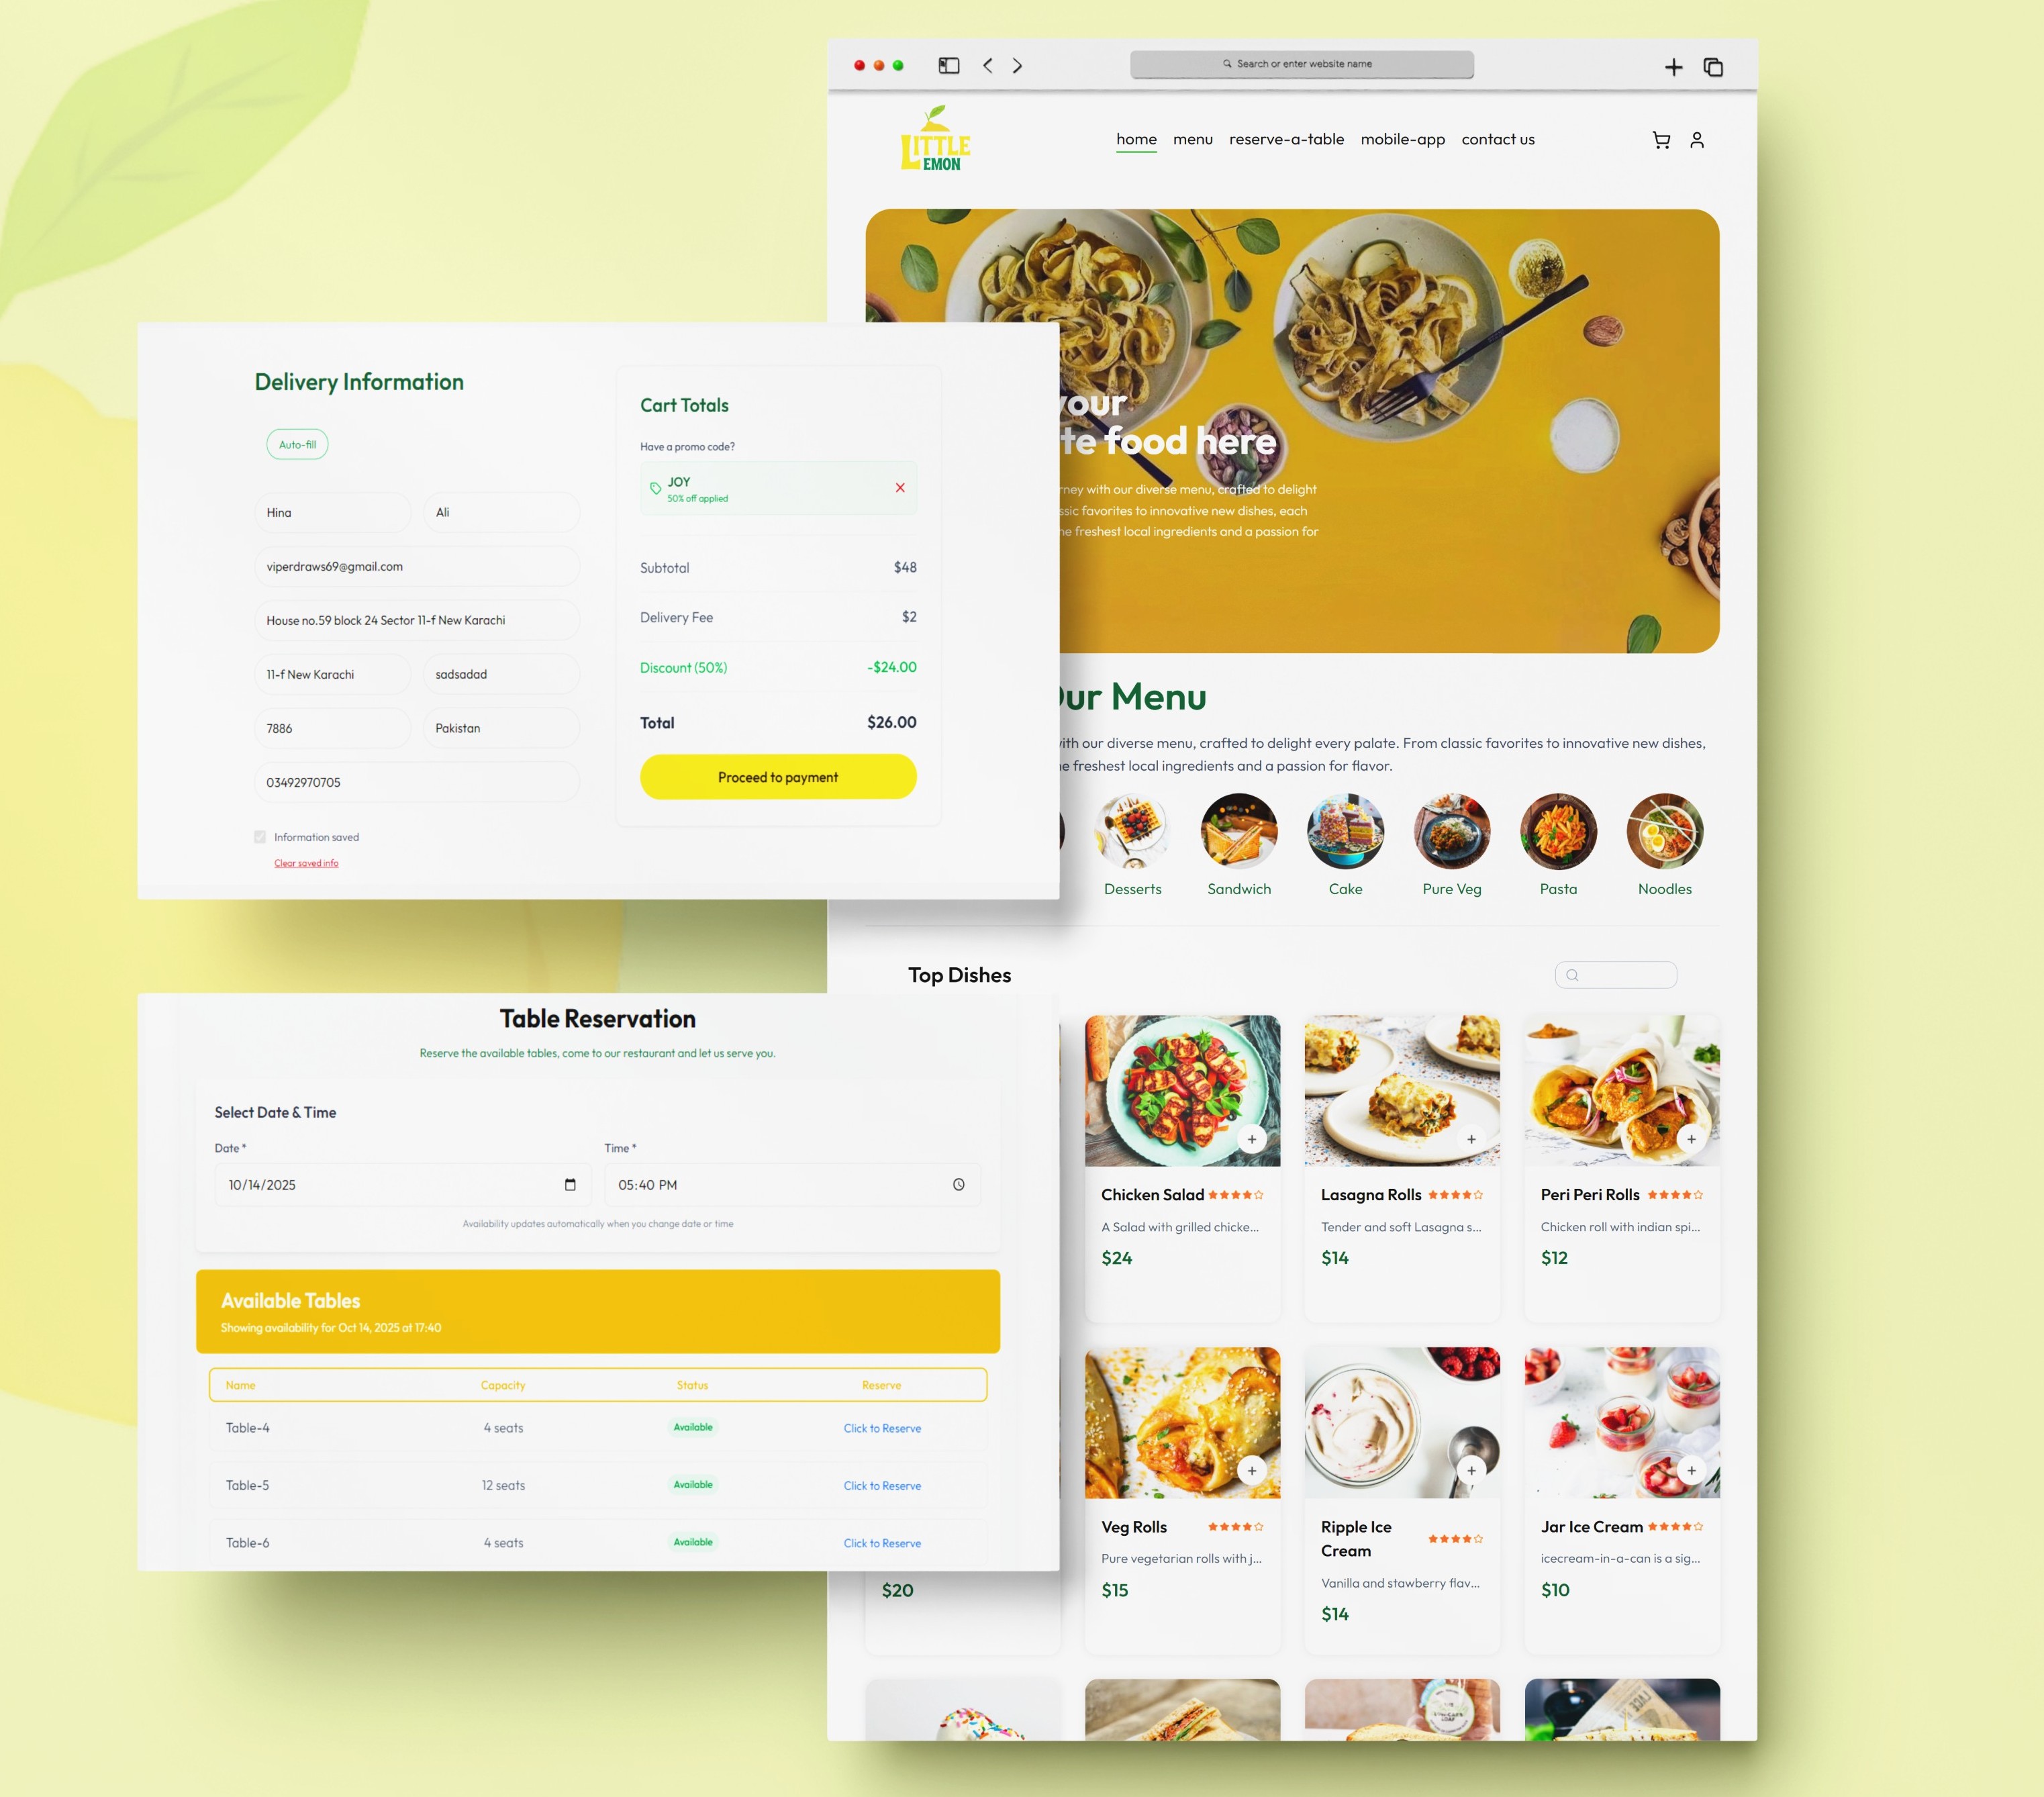 Search or enter website name
LITTLE
EMON
home menu reserve-a-table mobile-app contact us
your
te food here
rney with our diverse menu, crafted to delight
ssic favorites to innovative new dishes, each
he freshest local ingredients and a passion for
Delivery Information
Auto-fill
Hina Ali
viperdraws69@gmail.com
House no.59 block 24 Sector 11-f New Karachi
11-f New Karachi sadsadad
7886 Pakistan
03492970705
Information saved
Clear saved info
Cart Totals
Have a promo code?
JOY
50% off applied
Subtotal $48
Delivery Fee $2
Discount (50%) -$24.00
Total $26.00
Proceed to payment
Our Menu
with our diverse menu, crafted to delight every palate. From classic favorites to innovative new dishes,
he freshest local ingredients and a passion for flavor.
Desserts Sandwich Cake Pure Veg Pasta Noodles
Top Dishes
Table Reservation
Reserve the available tables, come to our restaurant and let us serve you.
Select Date & Time
Date * Time *
10/14/2025 05:40 PM
Availability updates automatically when you change date or time
Available Tables
Showing availability for Oct 14, 2025 at 17:40
Name Capacity Status Reserve
Table-4 4 seats Available Click to Reserve
Table-5 12 seats Available Click to Reserve
Table-6 4 seats Available Click to Reserve
Chicken Salad
A Salad with grilled chicke...
$24
Lasagna Rolls
Tender and soft Lasagna s...
$14
Peri Peri Rolls
Chicken roll with indian spi...
$12
$20
Veg Rolls
Pure vegetarian rolls with j...
$15
Ripple Ice
Cream
Vanilla and stawberry flav...
$14
Jar Ice Cream
icecream-in-a-can is a sig...
$10